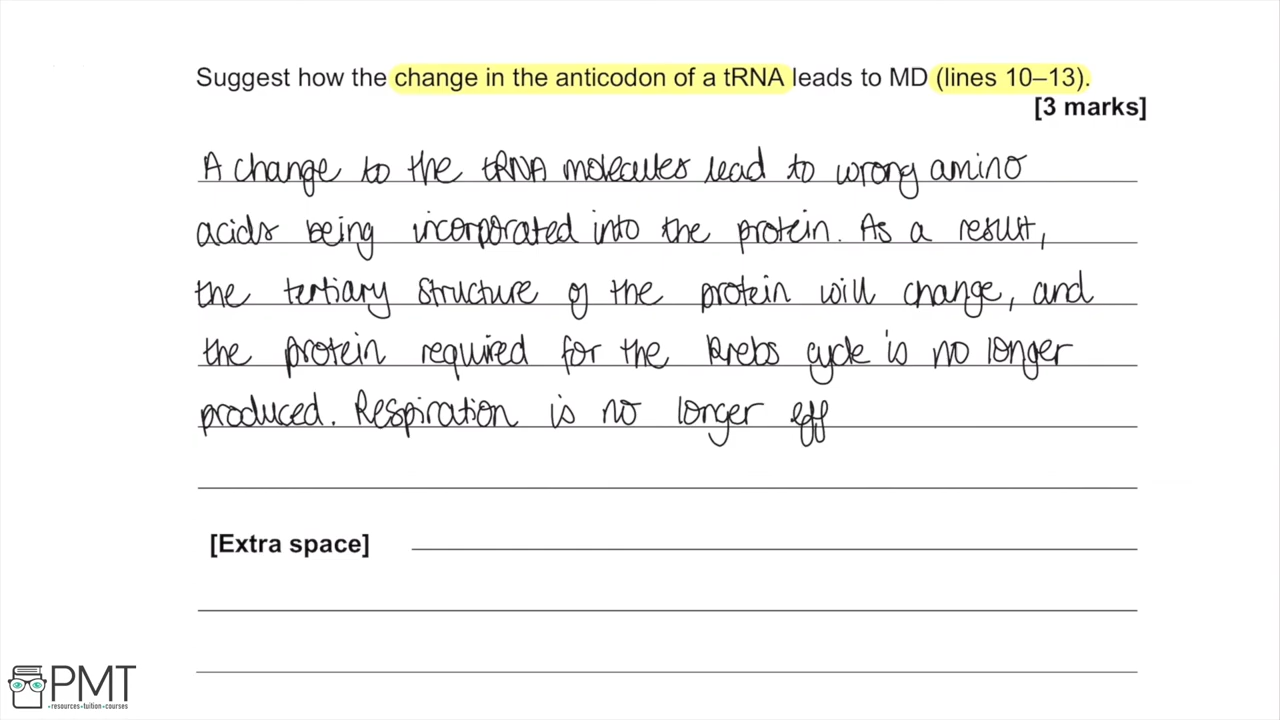 Suggest how the change in the anticodon of a tRNA leads to MD (lines 10–13).
[3 marks]
A change to the tRNA molecules lead to wrong amino
acids being incorporated into the protein. As a result,
the tertiary structure of the protein will change, and
the protein required for the Krebs cycle is no longer
produced. Respiration is no longer eff
[Extra space]
PMT
•resources•tuition•courses